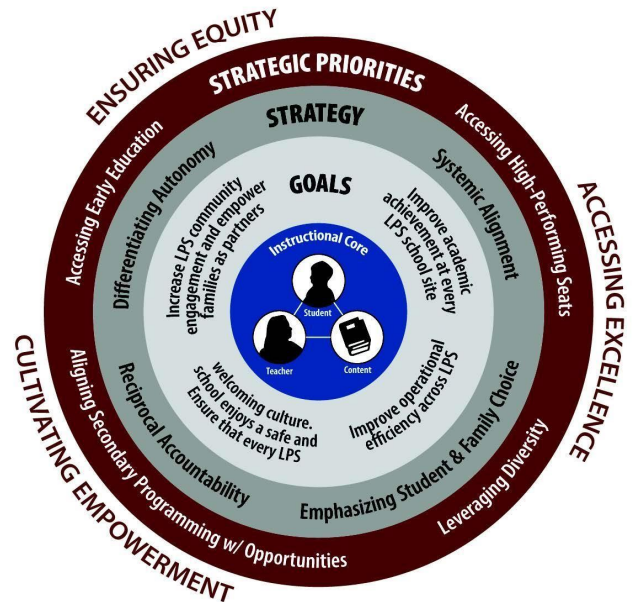 ENSURING EQUITY
ACCESSING EXCELLENCE
CULTIVATING EMPOWERMENT
STRATEGIC PRIORITIES
Accessing Early Education
Accessing High-Performing Seats
Leveraging Diversity
Aligning Secondary Programming w/ Opportunities
STRATEGY
Differentiating Autonomy
Systemic Alignment
Emphasizing Student & Family Choice
Reciprocal Accountability
GOALS
Increase LPS community
engagement and empower
families as partners
Improve academic
achievement at every
LPS school site
Improve operational
efficiency across LPS
welcoming culture.
school enjoys a safe and
Ensure that every LPS
Instructional Core
Student
Teacher
Content